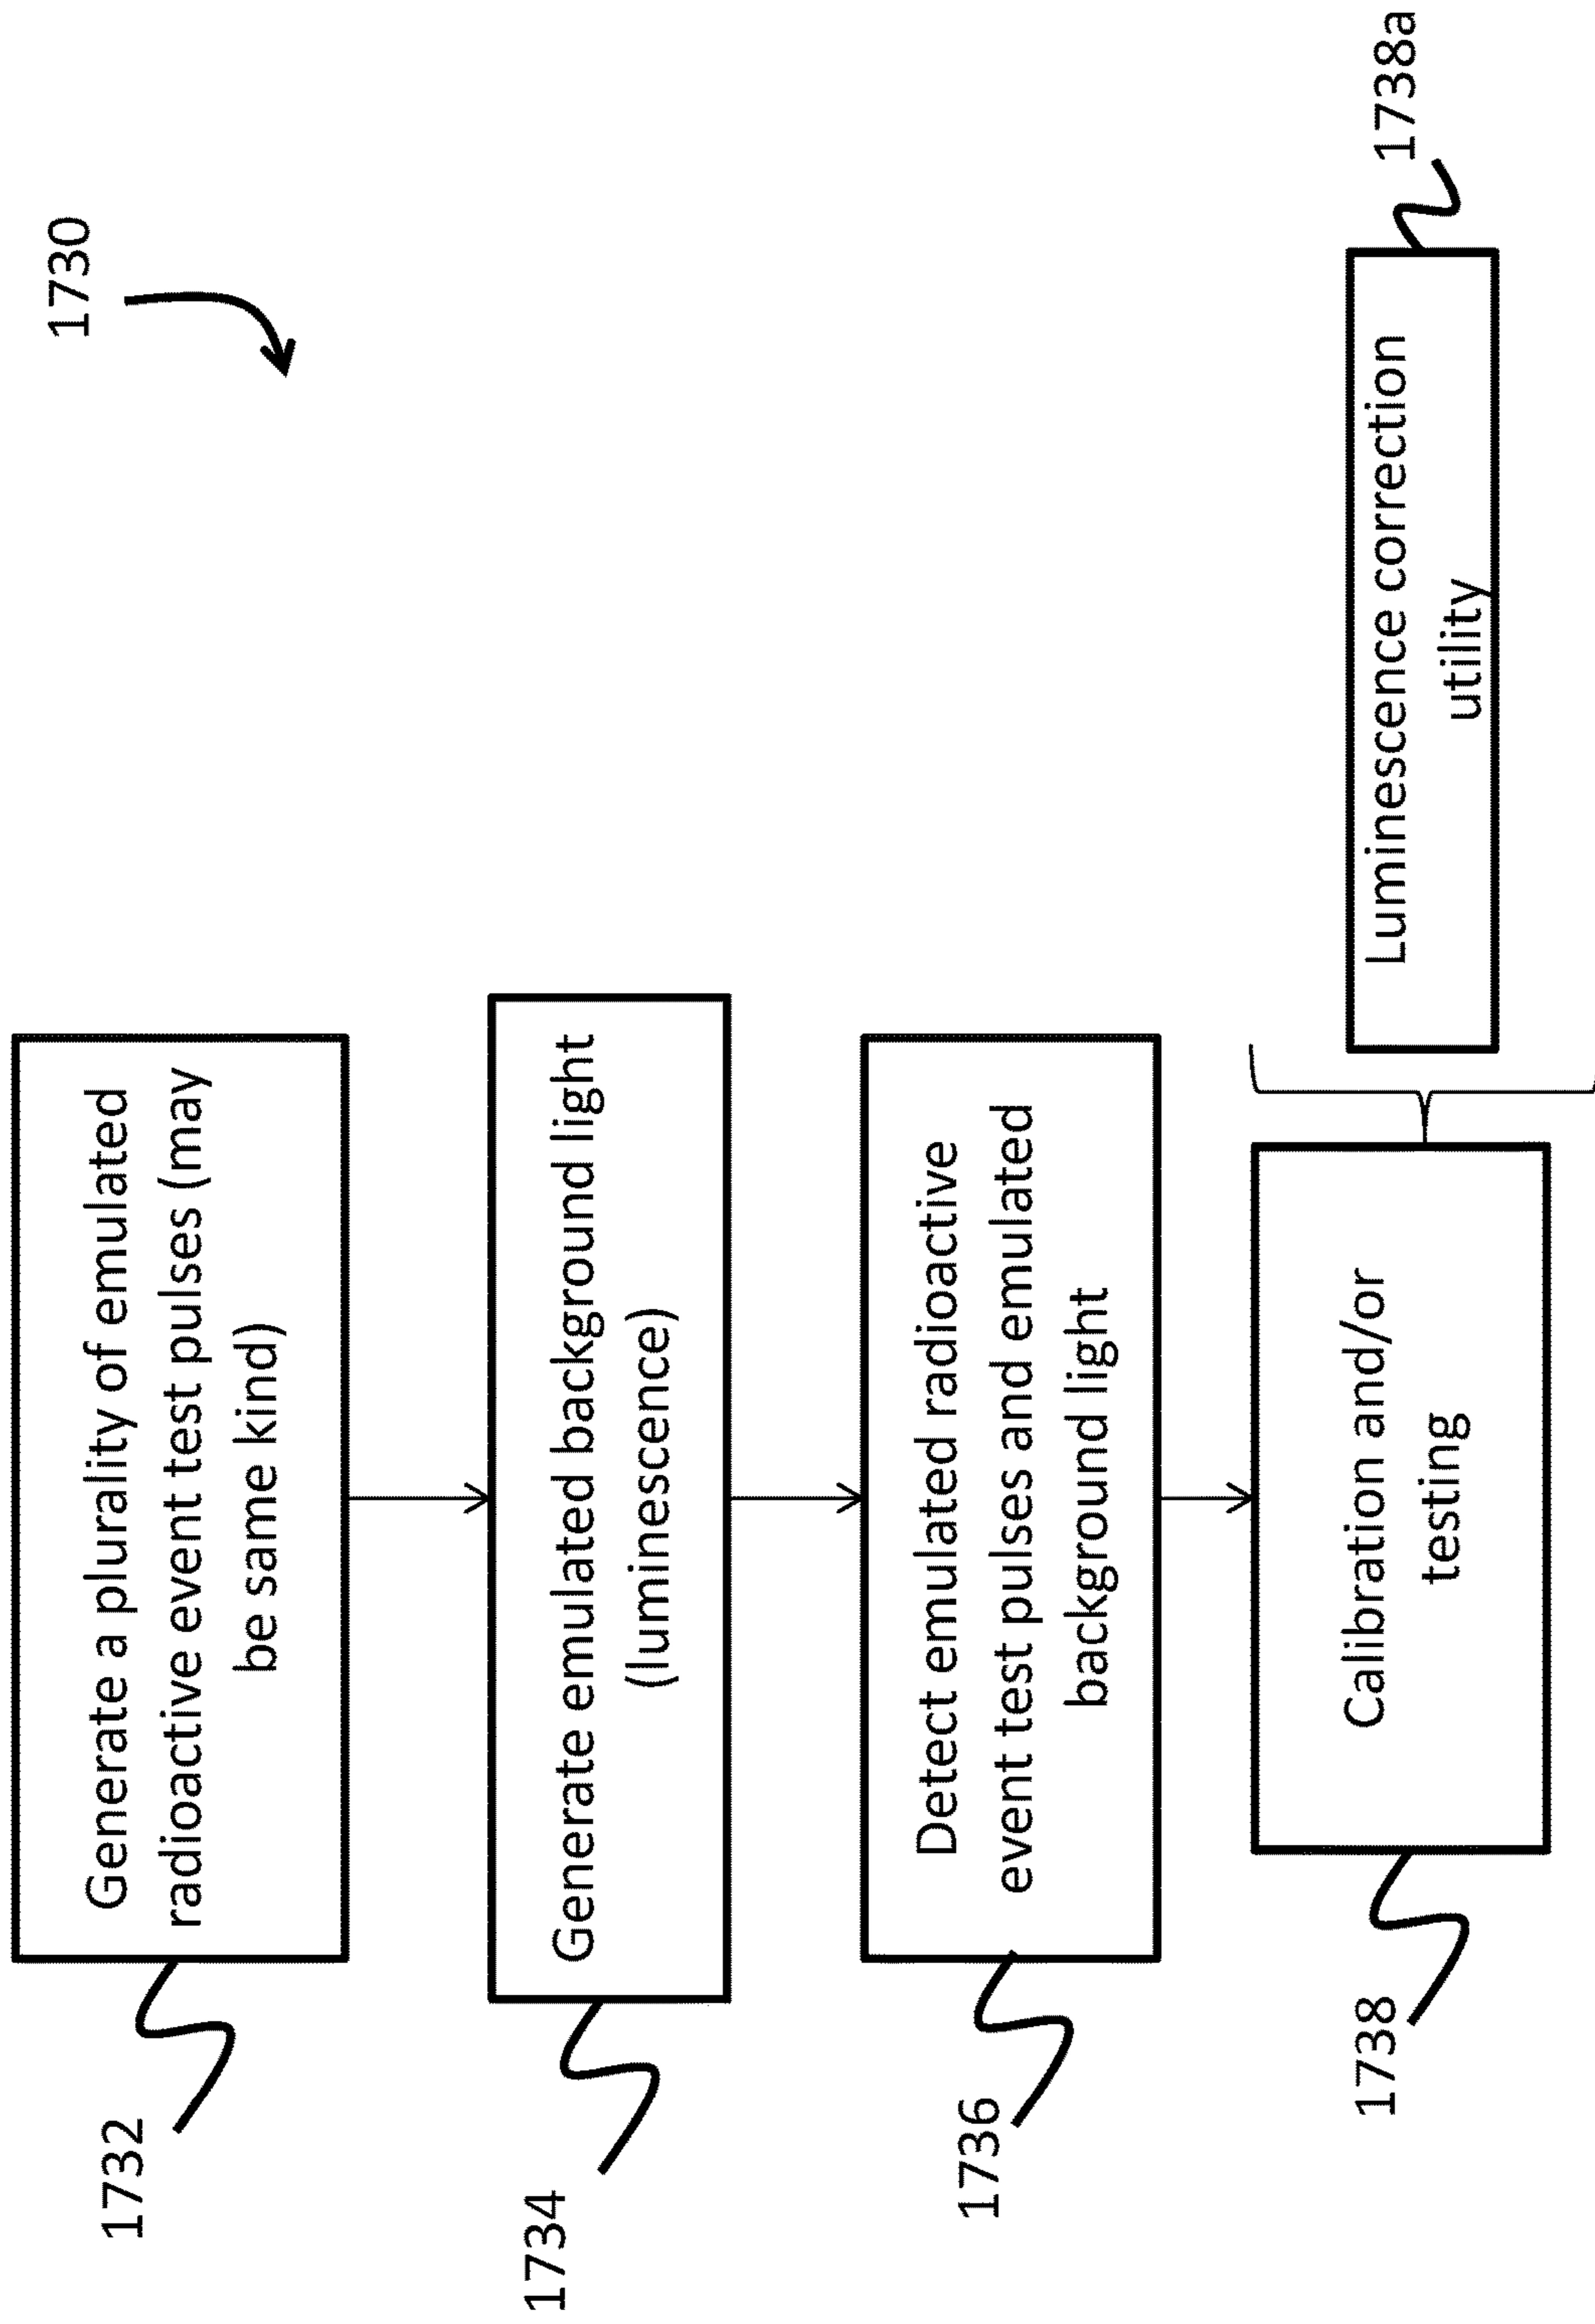 1730
1732
Generate a plurality of emulated
radioactive event test pulses (may
be same kind)
1734
Generate emulated background light
(luminescence)
1736
Detect emulated radioactive
event test pulses and emulated
background light
1738
Calibration and/or
testing
Luminescence correction
utility
1738a